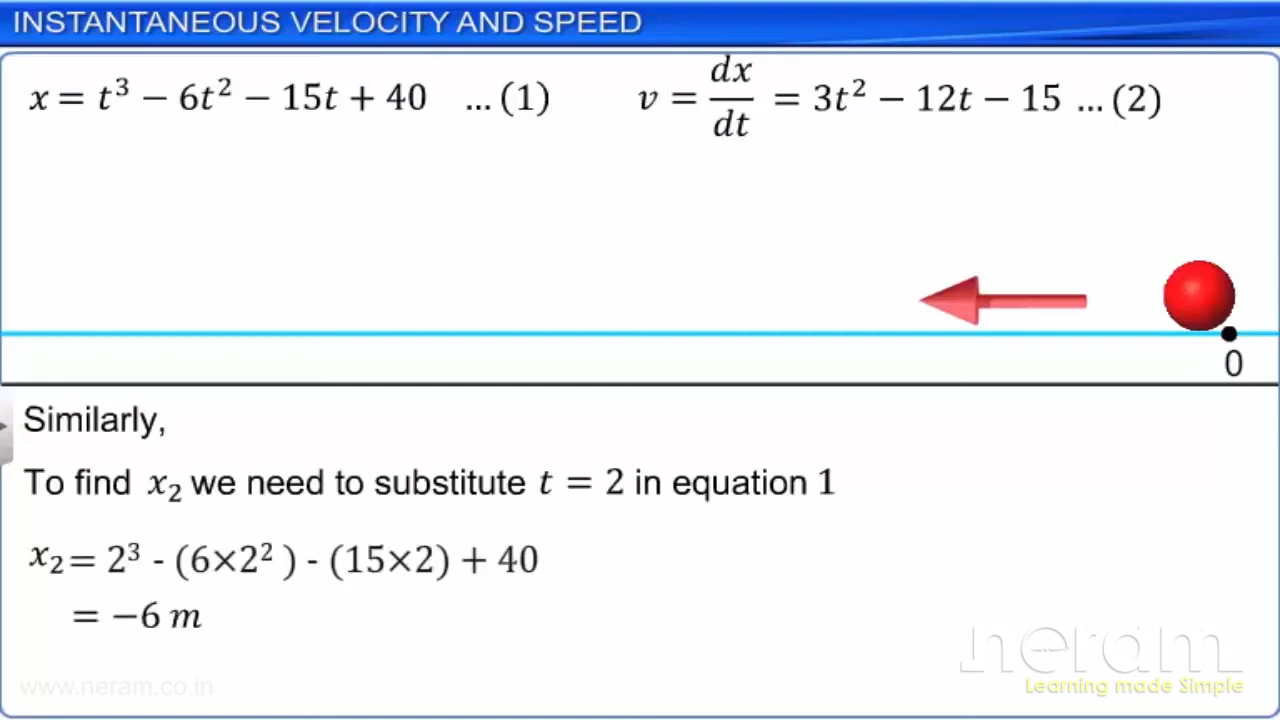 INSTANTANEOUS VELOCITY AND SPEED
x = t³ − 6t² − 15t + 40 ... (1) v = dx/dt = 3t² − 12t − 15 ... (2)
0
Similarly,
To find x₂ we need to substitute t = 2 in equation 1
x₂ = 2³ - (6×2² ) - (15×2) + 40
= −6 m
neram
Learning made Simple
www.neram.co.in